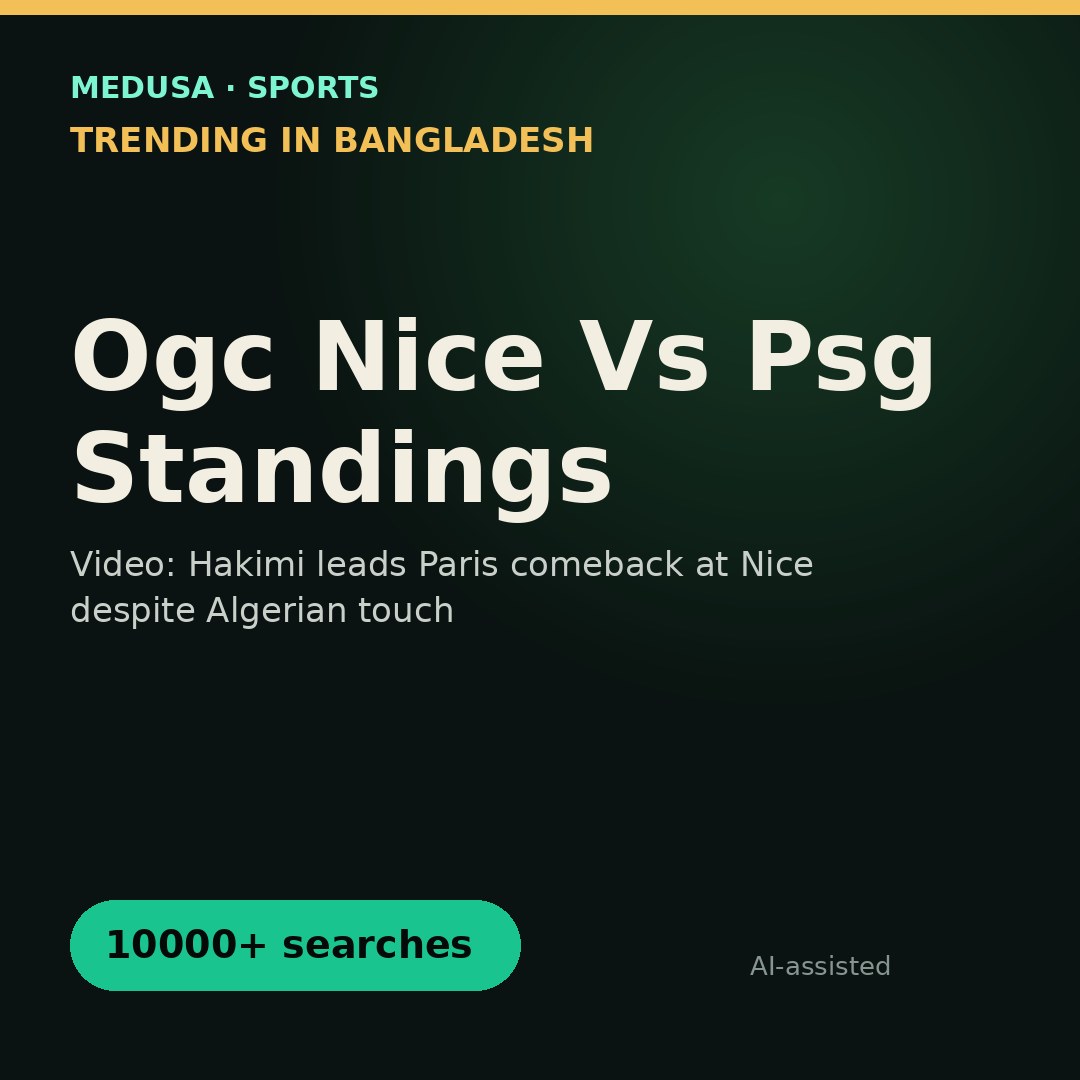 MEDUSA · SPORTS
TRENDING IN BANGLADESH
Ogc Nice Vs Psg
Standings
Video: Hakimi leads Paris comeback at Nice
despite Algerian touch
10000+ searches
AI-assisted